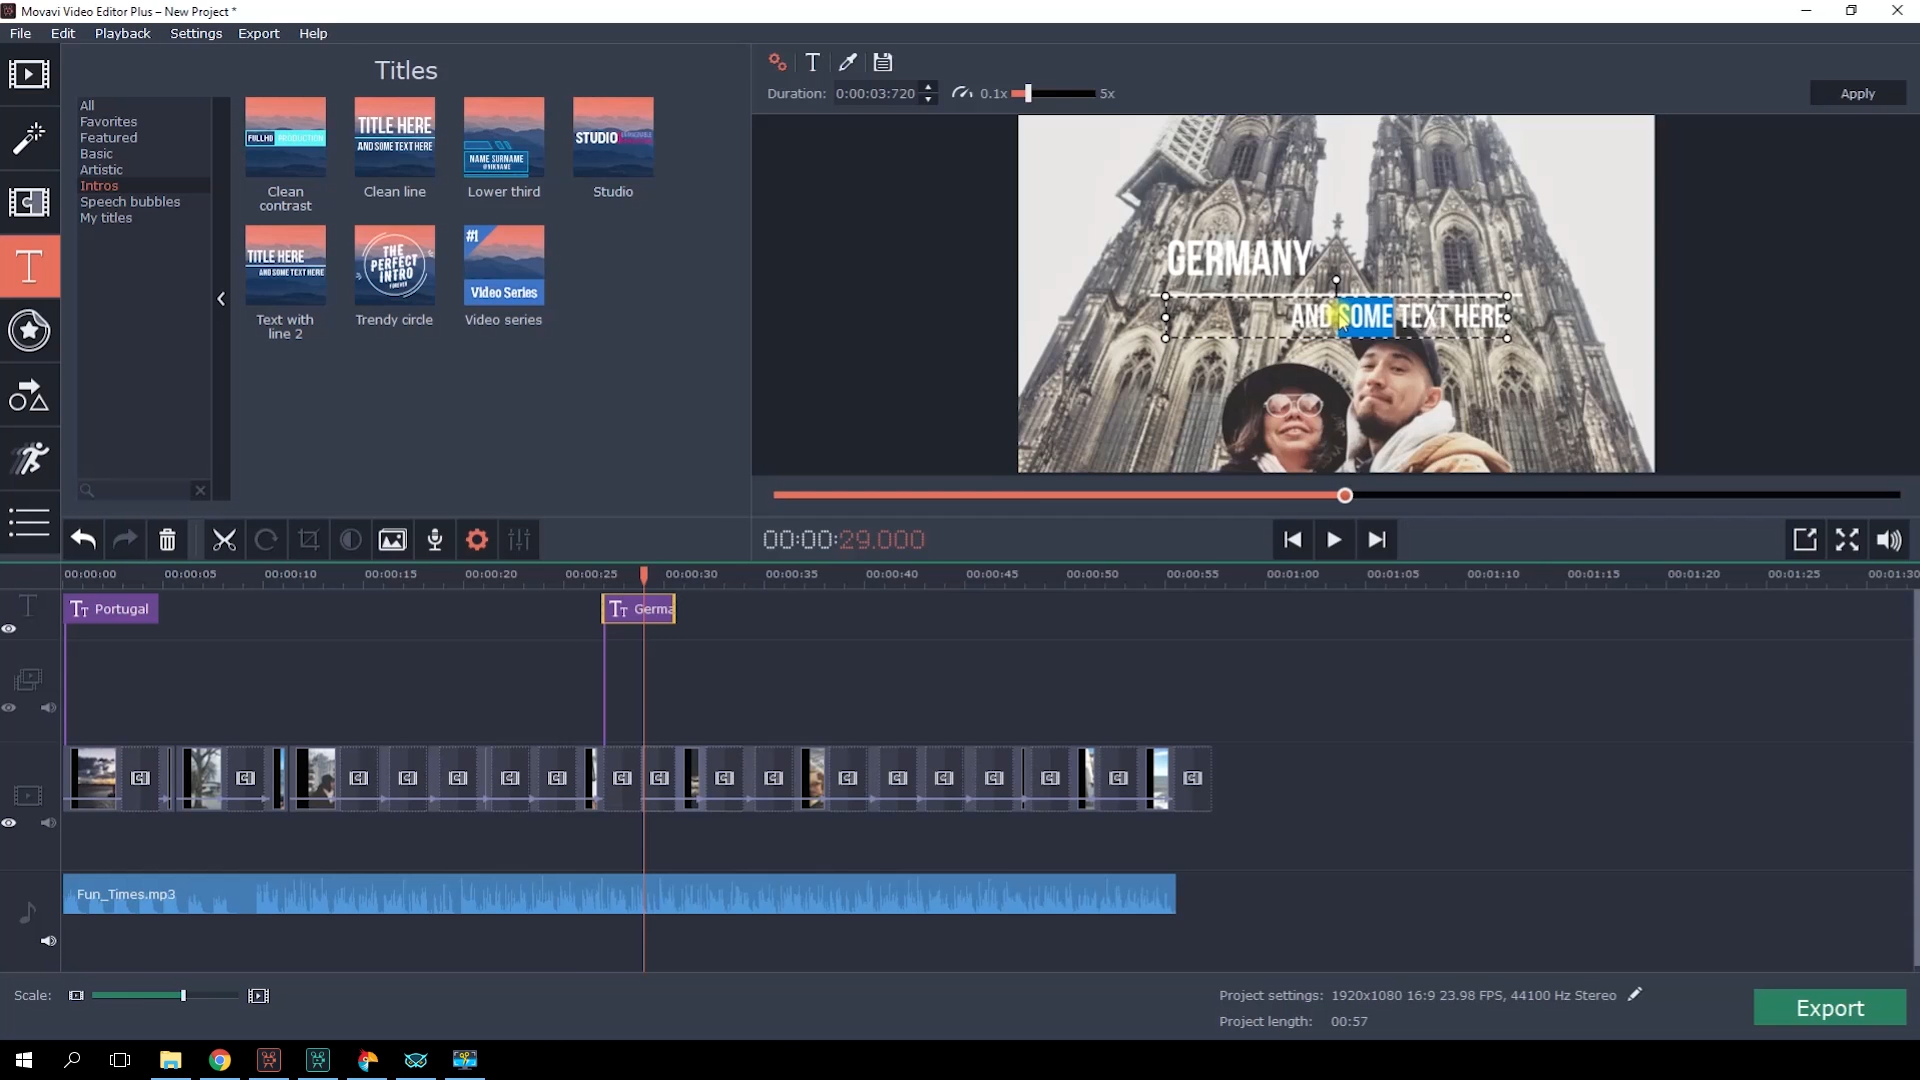 Movavi Video Editor Plus – New Project *
File Edit Playback Settings Export Help
Titles
All
Favorites
Featured
Basic
Artistic
Intros
Speech bubbles
My titles
FULLHD PRODUCTION
Clean contrast
TITLE HERE
AND SOME TEXT HERE
Clean line
NAME SURNAME
@NIKNAME
Lower third
STUDIO
Studio
TITLE HERE
AND SOME TEXT HERE
Text with line 2
THE
PERFECT
INTRO
FOREVER
Trendy circle
#1
Video Series
Video series
Duration: 0:00:03:720 0.1x 5x
Apply
GERMANY
AND SOME TEXT HERE
00:00:29.000
00:00:00 00:00:05 00:00:10 00:00:15 00:00:20 00:00:25 00:00:30 00:00:35 00:00:40 00:00:45 00:00:50 00:00:55 00:01:00 00:01:05 00:01:10 00:01:15 00:01:20 00:01:25 00:01:30
Portugal
Germa
Fun_Times.mp3
Scale:
Project settings: 1920x1080 16:9 23.98 FPS, 44100 Hz Stereo
Project length: 00:57
Export